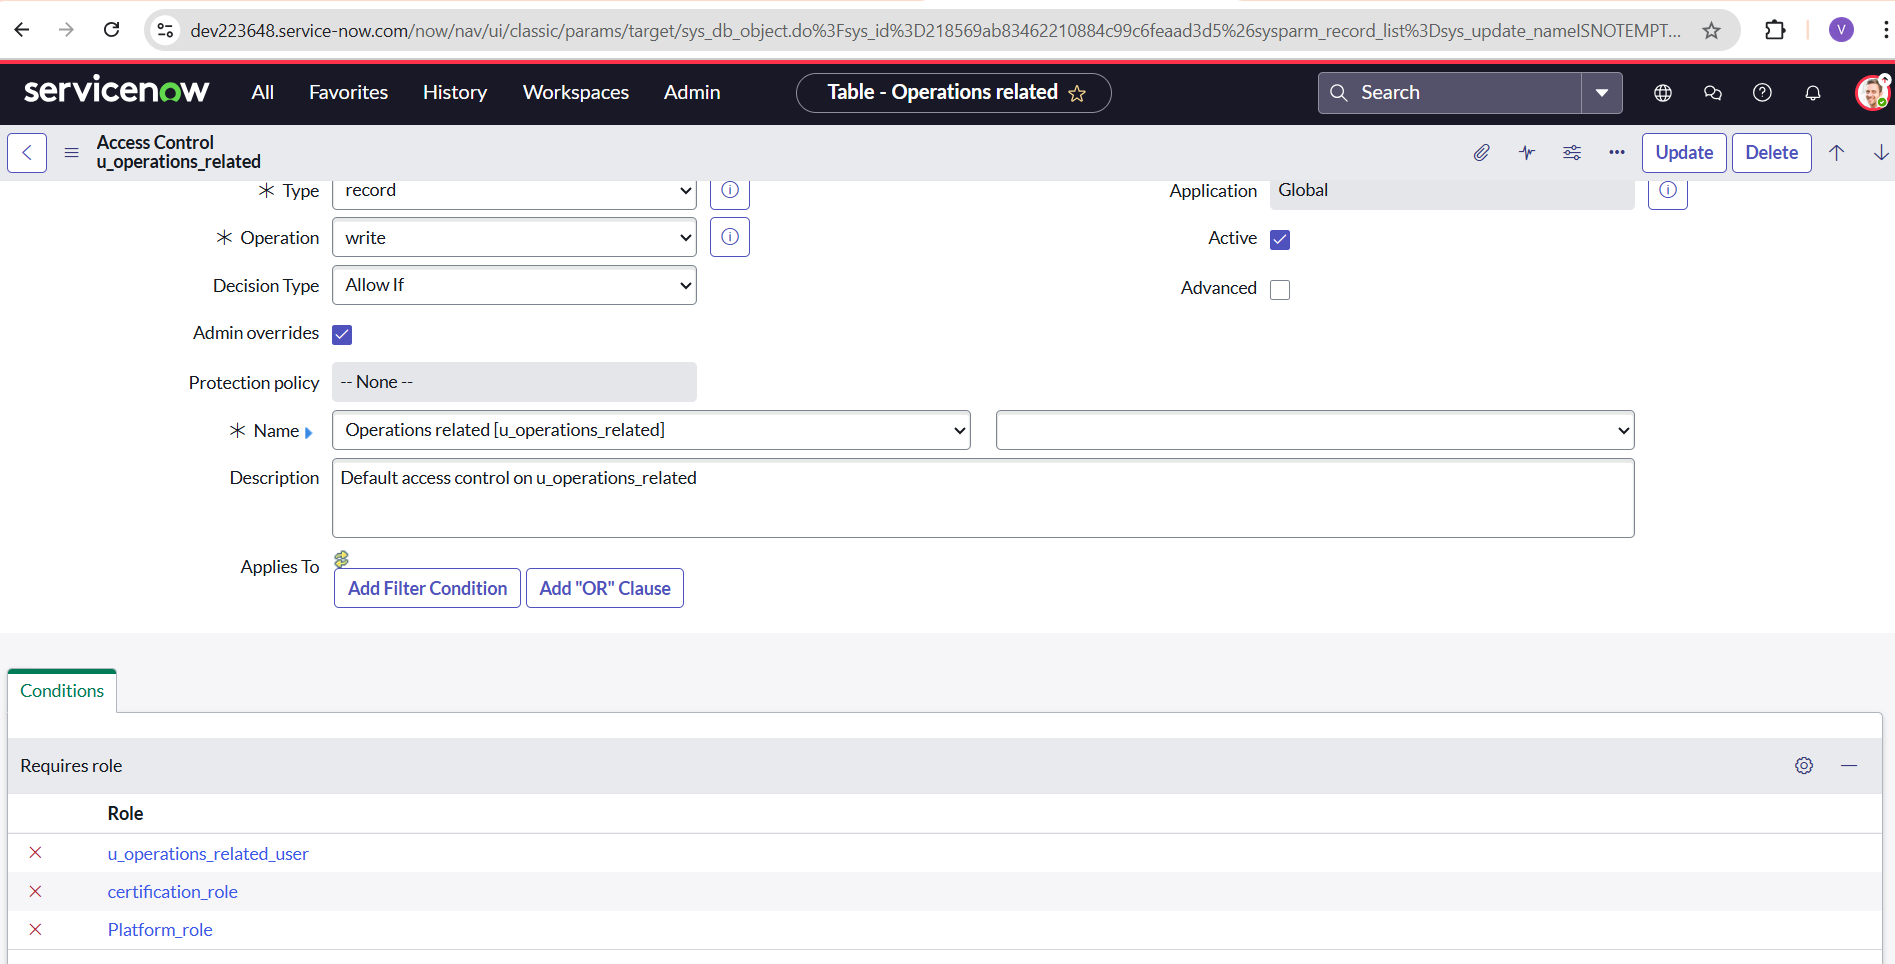 dev223648.service-now.com/now/nav/ui/classic/params/target/sys_db_object.do%3Fsys_id%3D218569ab83462210884c99c6feaad3d5%26sysparm_record_list%3Dsys_update_nameISNOTEMPT...
V
servicenow
All
Favorites
History
Workspaces
Admin
Table - Operations related
Search
Access Control
u_operations_related
Update
Delete
* Type
record
Application
Global
* Operation
write
Active
Decision Type
Allow If
Advanced
Admin overrides
Protection policy
-- None --
* Name
Operations related [u_operations_related]
Description
Default access control on u_operations_related
Applies To
Add Filter Condition
Add "OR" Clause
Conditions
Requires role
Role
u_operations_related_user
certification_role
Platform_role